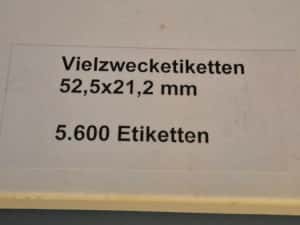 Vielzwecketiketten
52,5x21,2 mm
5.600 Etiketten